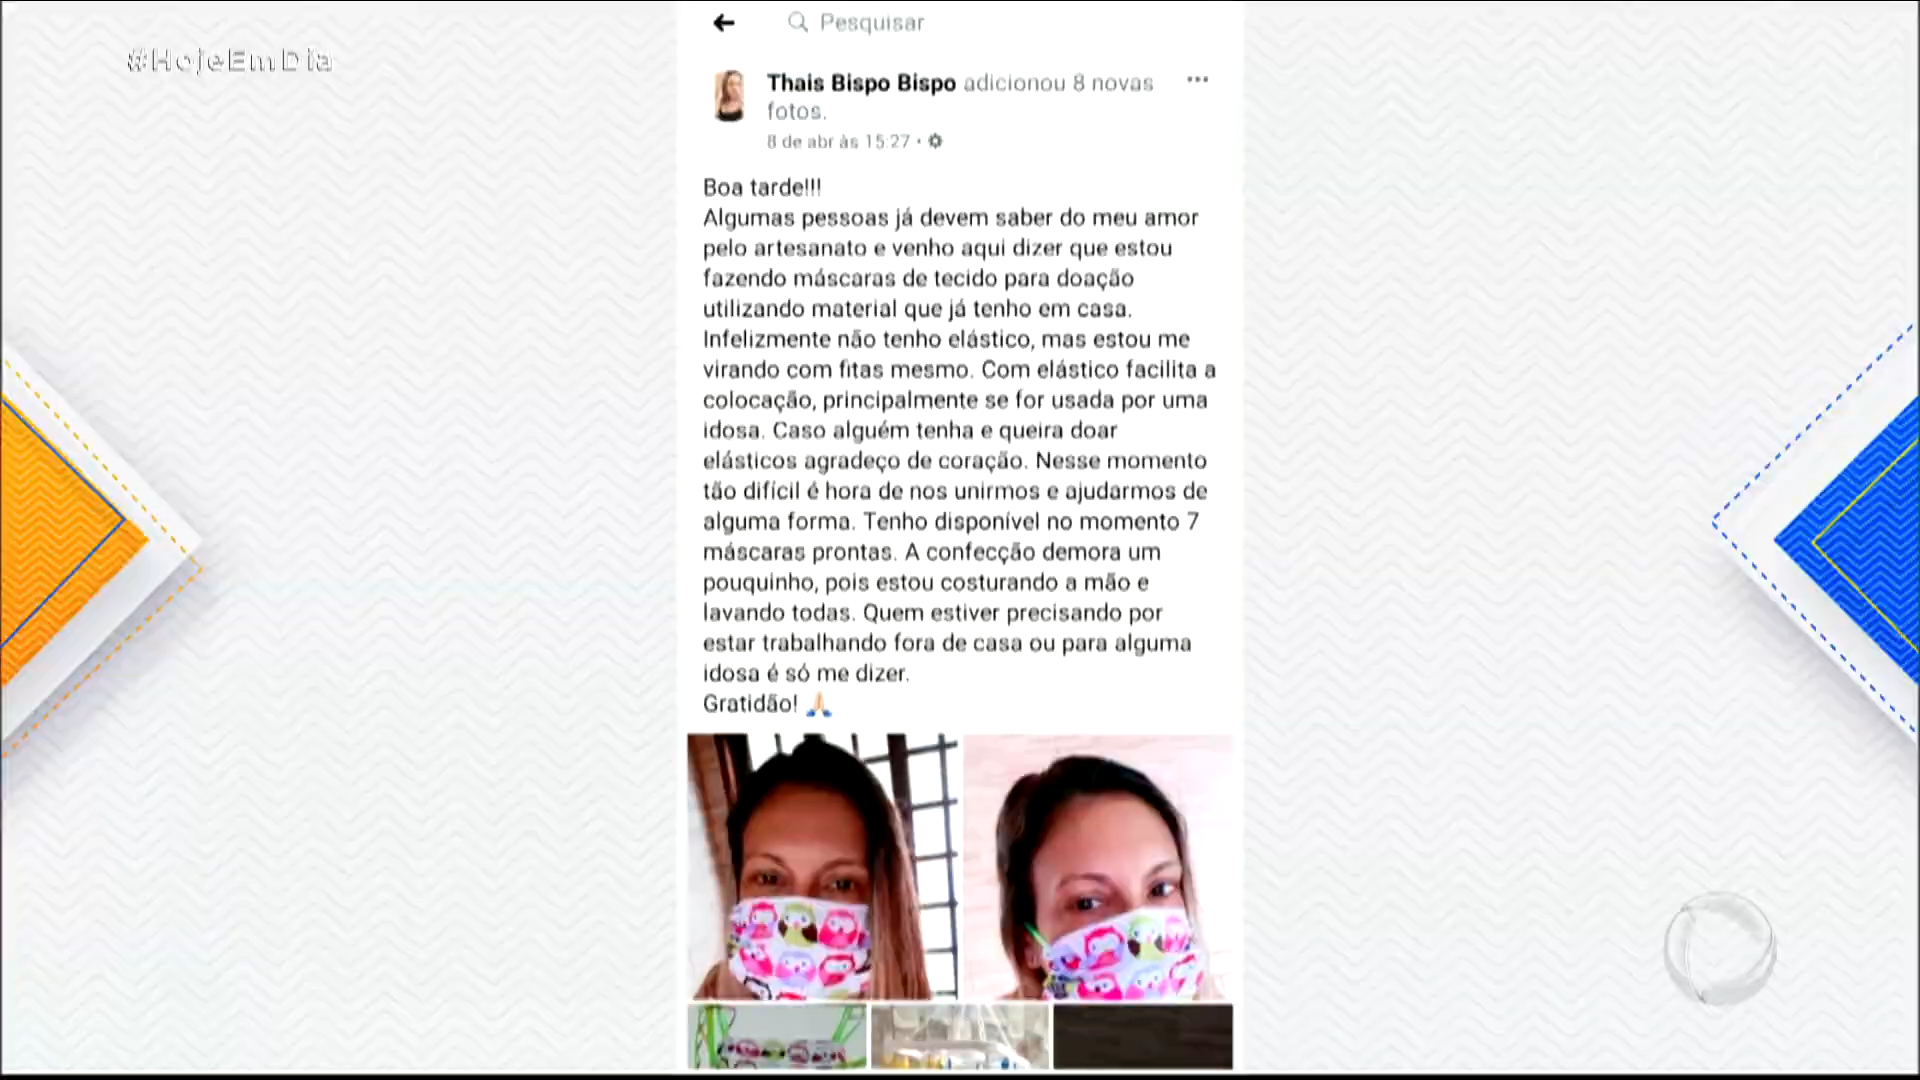 #HojeEmDia
Pesquisar
Thais Bispo Bispo adicionou 8 novas
fotos.
8 de abr às 15:27 •
Boa tarde!!!
Algumas pessoas já devem saber do meu amor
pelo artesanato e venho aqui dizer que estou
fazendo máscaras de tecido para doação
utilizando material que já tenho em casa.
Infelizmente não tenho elástico, mas estou me
virando com fitas mesmo. Com elástico facilita a
colocação, principalmente se for usada por uma
idosa. Caso alguém tenha e queira doar
elásticos agradeço de coração. Nesse momento
tão difícil é hora de nos unirmos e ajudarmos de
alguma forma. Tenho disponível no momento 7
máscaras prontas. A confecção demora um
pouquinho, pois estou costurando a mão e
lavando todas. Quem estiver precisando por
estar trabalhando fora de casa ou para alguma
idosa é só me dizer.
Gratidão! 🙏🏻